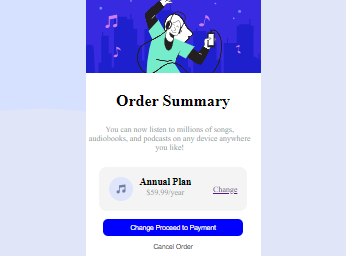 Order Summary
You can now listen to millions of songs,
audiobooks, and podcasts on any device anywhere
you like!
Annual Plan
$59.99/year
Change
Change Proceed to Payment
Cancel Order